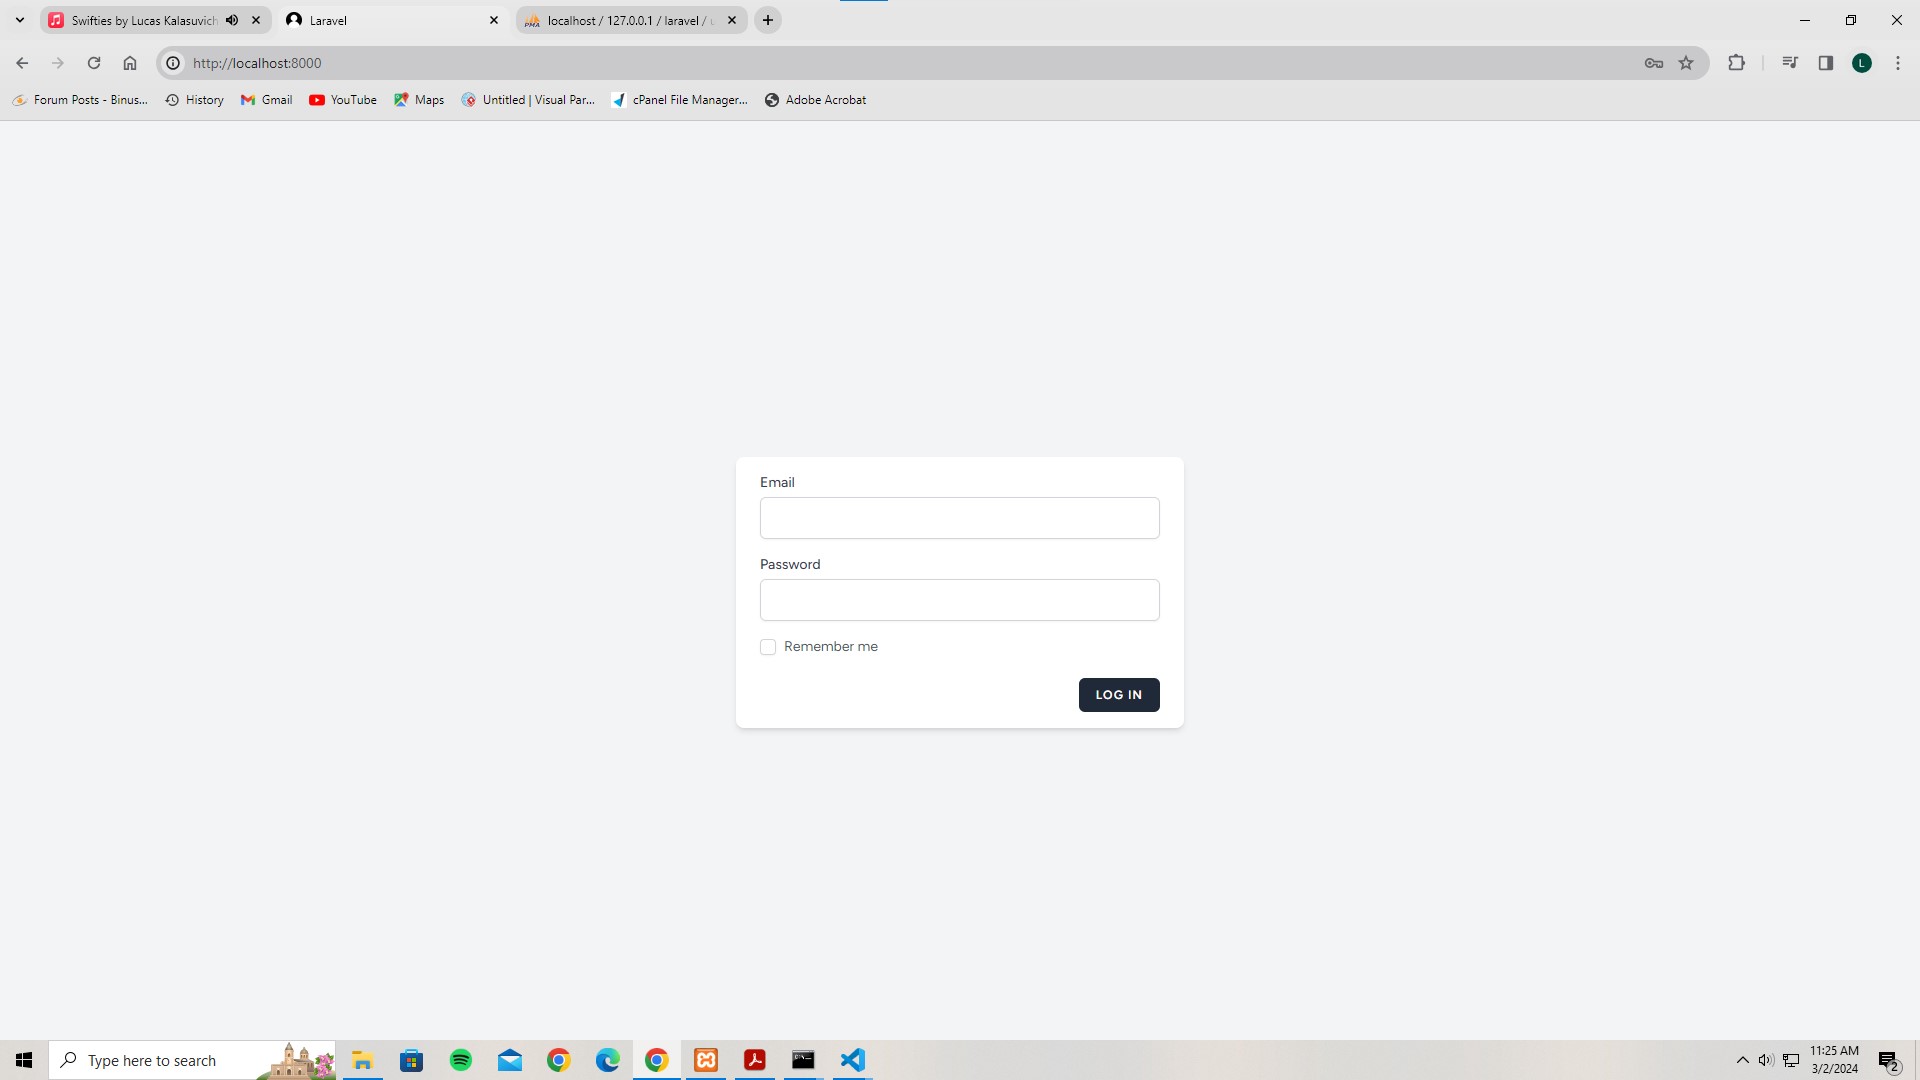 Swifties by Lucas Kalasuvich
Laravel
localhost / 127.0.0.1 / laravel / u
http://localhost:8000
L
Forum Posts - Binus...
History
Gmail
YouTube
Maps
Untitled | Visual Par...
cPanel File Manager...
Adobe Acrobat
Email
Password
Remember me
LOG IN
Type here to search
11:25 AM
3/2/2024
2